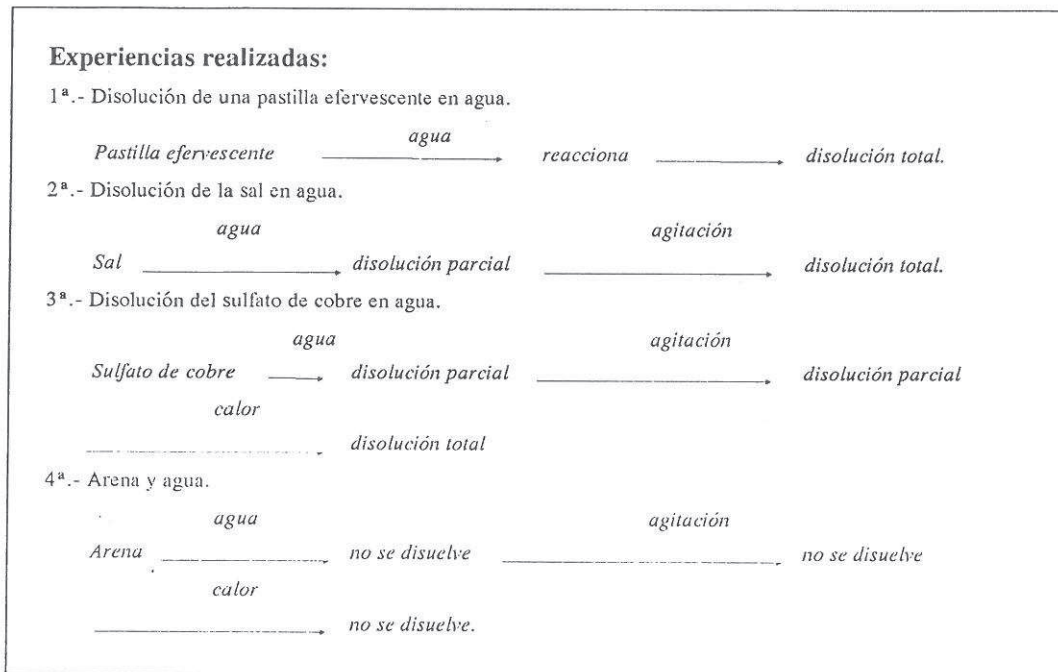 Experiencias realizadas:
1ª.- Disolución de una pastilla efervescente en agua.
agua
Pastilla efervescente reacciona disolución total.
2ª.- Disolución de la sal en agua.
agua agitación
Sal disolución parcial disolución total.
3ª.- Disolución del sulfato de cobre en agua.
agua agitación
Sulfato de cobre disolución parcial disolución parcial
calor
disolución total
4ª.- Arena y agua.
agua agitación
Arena no se disuelve no se disuelve
calor
no se disuelve.